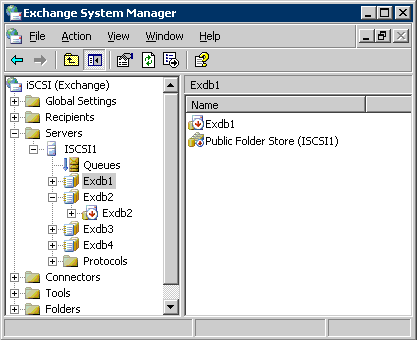 Exchange System Manager
File Action View Window Help
iSCSI (Exchange)
Global Settings
Recipients
Servers
ISCSI1
Queues
Exdb1
Exdb2
Exdb2
Exdb3
Exdb4
Protocols
Connectors
Tools
Folders
Exdb1
Name
Exdb1
Public Folder Store (ISCSI1)